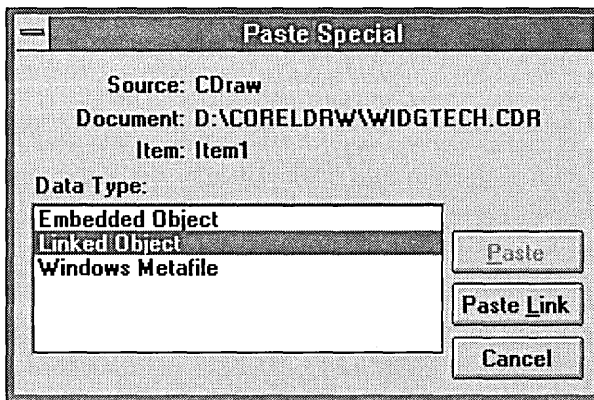 Paste Special
Source: CDraw
Document: D:\CORELDRW\WIDGTECH.CDR
Item: Item1
Data Type:
Embedded Object
Linked Object
Windows Metafile
Paste
Paste Link
Cancel